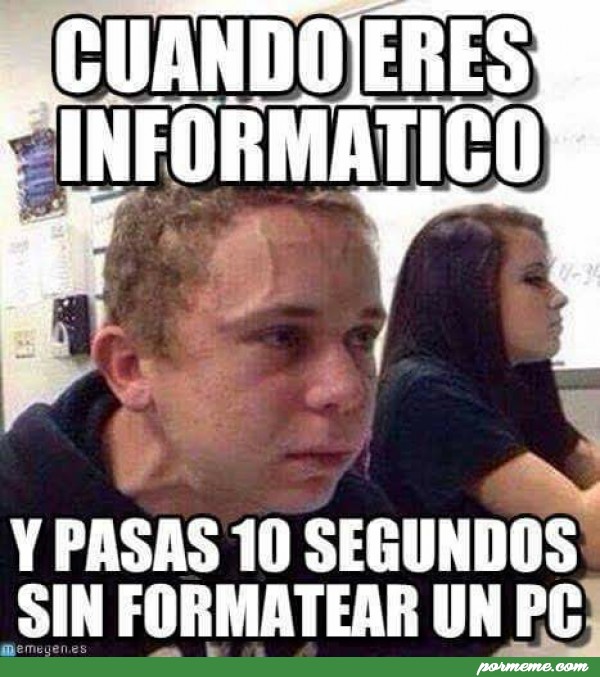 CUANDO ERES
INFORMATICO
Y PASAS 10 SEGUNDOS
SIN FORMATEAR UN PC
memegen.es
pormeme.com